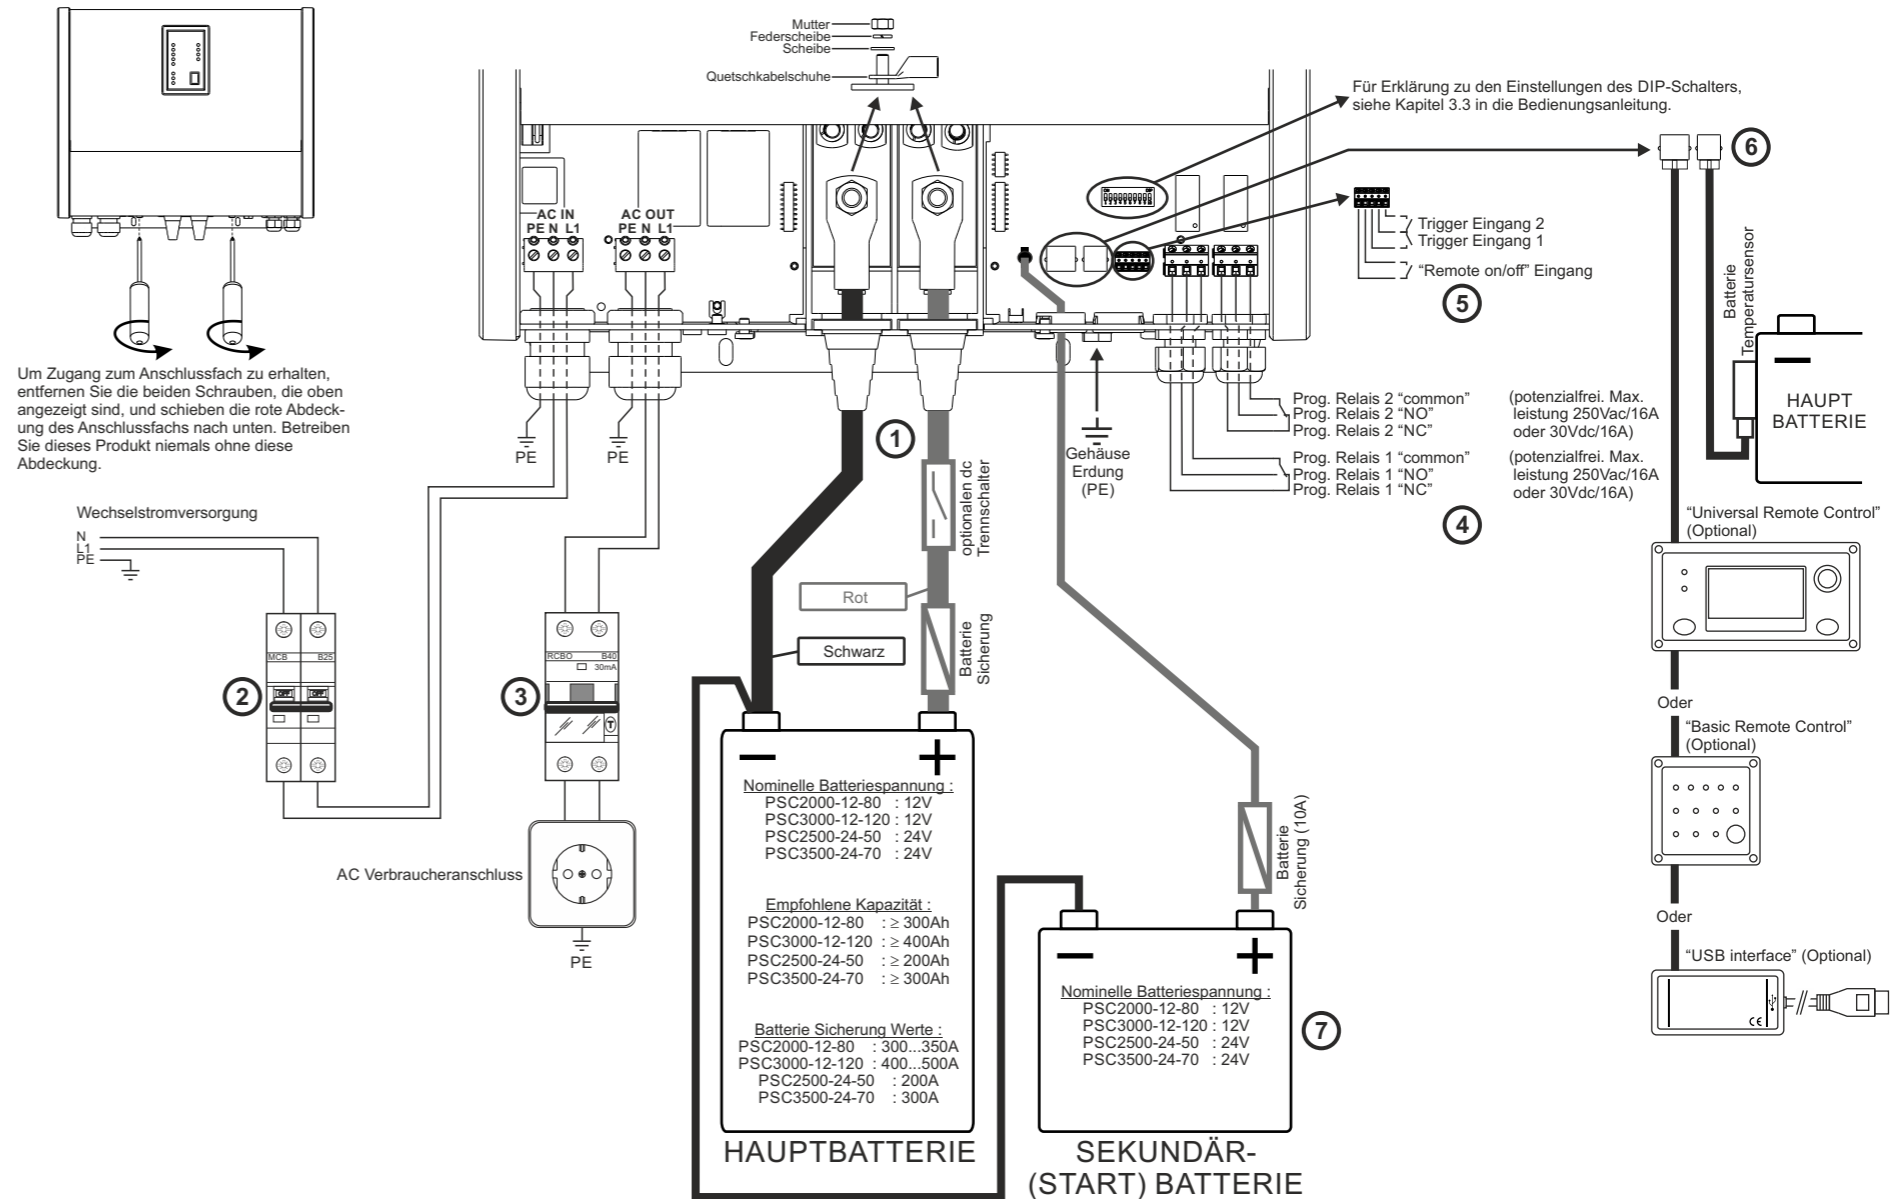 Mutter
Federscheibe
Scheibe
Quetschkabelschuhe
Für Erklärung zu den Einstellungen des DIP-Schalters,
siehe Kapitel 3.3 in die Bedienungsanleitung.
6
AC IN
PE N L1
AC OUT
PE N L1
Trigger Eingang 2
Trigger Eingang 1
“Remote on/off” Eingang
5
Batterie
Temperatursensor
HAUPT
BATTERIE
Um Zugang zum Anschlussfach zu erhalten,
entfernen Sie die beiden Schrauben, die oben
angezeigt sind, und schieben die rote Abdeck-
ung des Anschlussfachs nach unten. Betreiben
Sie dieses Produkt niemals ohne diese
Abdeckung.
PE
PE
1
Gehäuse
Erdung
(PE)
Prog. Relais 2 “common”
Prog. Relais 2 “NO”
Prog. Relais 2 “NC”
(potenzialfrei. Max.
leistung 250Vac/16A
oder 30Vdc/16A)
Prog. Relais 1 “common”
Prog. Relais 1 “NO”
Prog. Relais 1 “NC”
(potenzialfrei. Max.
leistung 250Vac/16A
oder 30Vdc/16A)
4
optionalen dc
Trennschalter
Wechselstromversorgung
N
L1
PE
“Universal Remote Control”
(Optional)
Rot
Schwarz
Batterie
Sicherung
MCB B25
OFF OFF
2
RCBO B40
30mA
T
3
Oder
“Basic Remote Control”
(Optional)
Oder
“USB interface” (Optional)
CE
AC Verbraucheranschluss
PE
Nominelle Batteriespannung :
PSC2000-12-80 : 12V
PSC3000-12-120 : 12V
PSC2500-24-50 : 24V
PSC3500-24-70 : 24V
Empfohlene Kapazität :
PSC2000-12-80 : ≥ 300Ah
PSC3000-12-120 : ≥ 400Ah
PSC2500-24-50 : ≥ 200Ah
PSC3500-24-70 : ≥ 300Ah
Batterie Sicherung Werte :
PSC2000-12-80 : 300...350A
PSC3000-12-120 : 400...500A
PSC2500-24-50 : 200A
PSC3500-24-70 : 300A
HAUPTBATTERIE
Batterie
Sicherung (10A)
Nominelle Batteriespannung :
PSC2000-12-80 : 12V
PSC3000-12-120 : 12V
PSC2500-24-50 : 24V
PSC3500-24-70 : 24V
7
SEKUNDÄR-
(START) BATTERIE